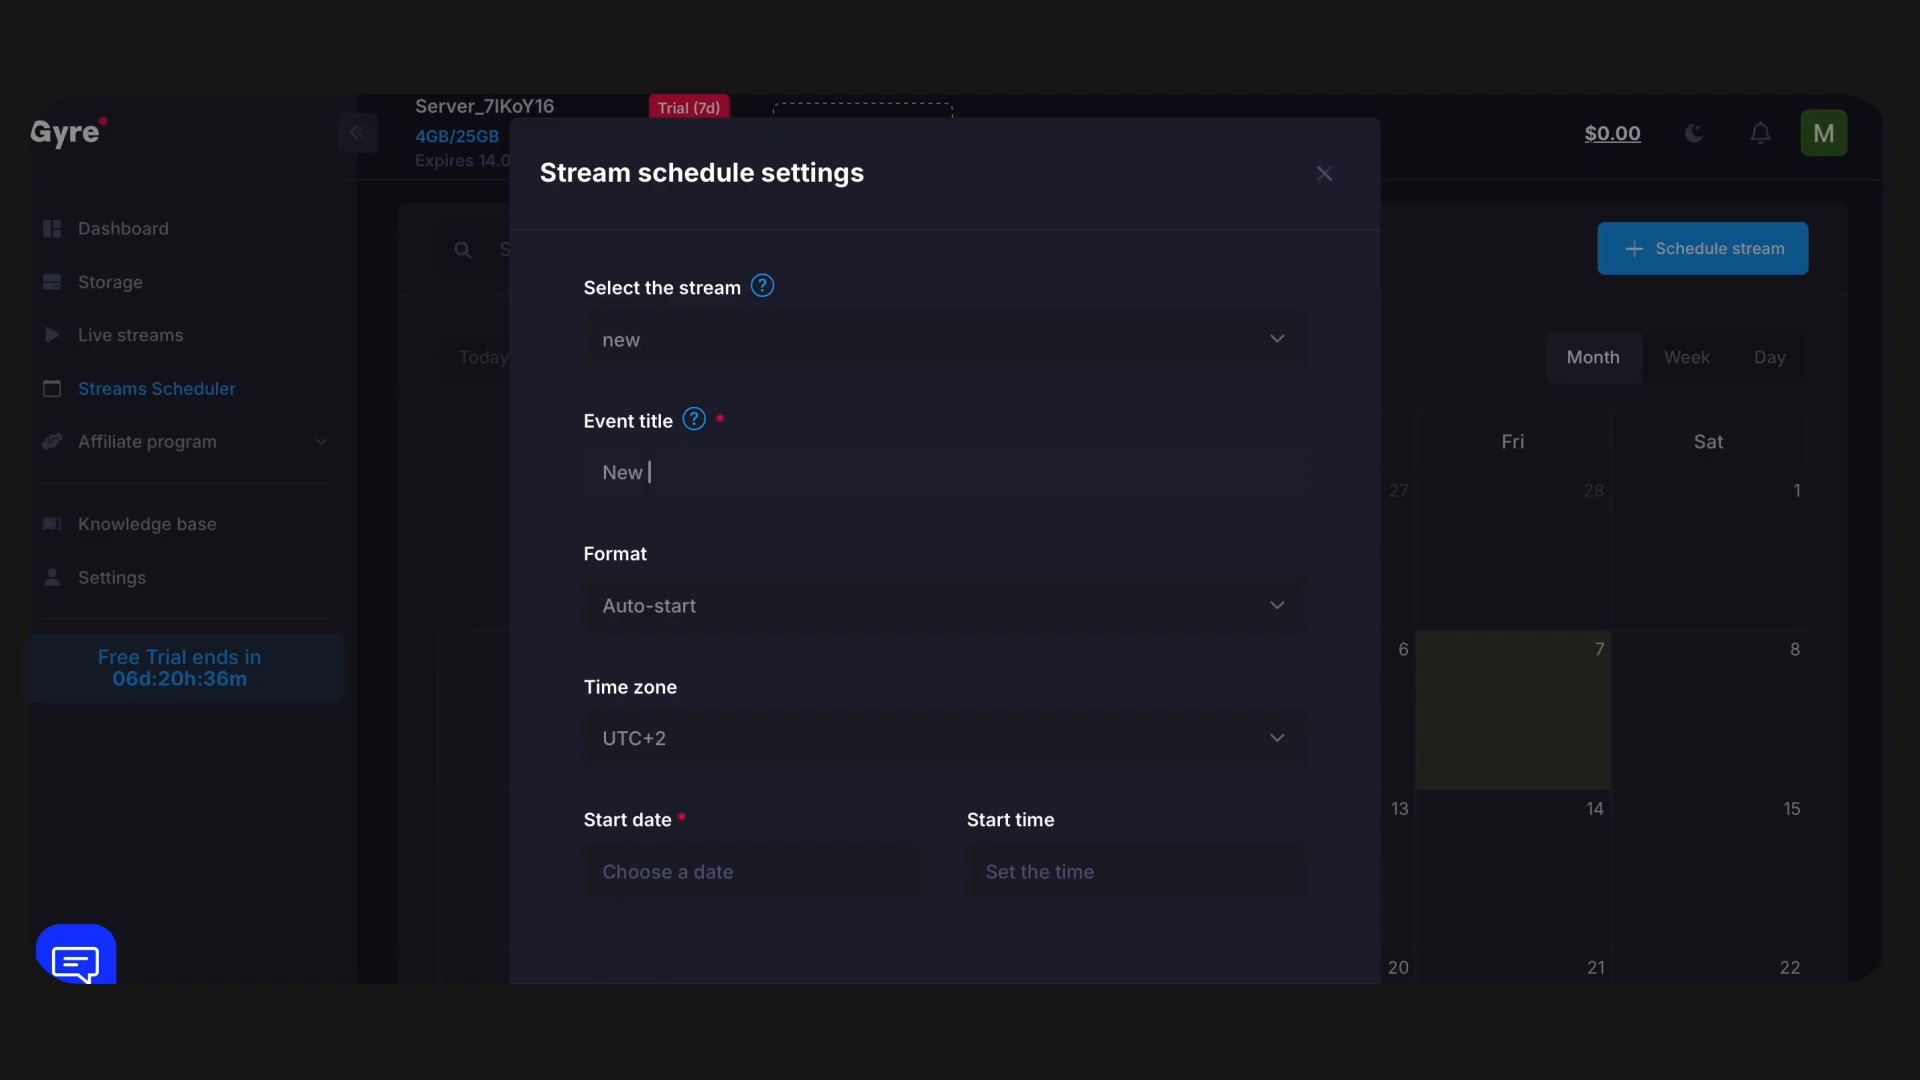 Gyre
Server_7lKoY16
Trial (7d)
4GB/25GB
Expires 14.0
$0.00
M
Dashboard
Storage
Live streams
Streams Scheduler
Affiliate program
Knowledge base
Settings
Free Trial ends in
06d:20h:36m
Stream schedule settings
Select the stream ?
new
Event title ? *
New
Format
Auto-start
Time zone
UTC+2
Start date *
Start time
Choose a date
Set the time
S
+ Schedule stream
Today
Month
Week
Day
Fri
Sat
27
28
1
6
7
8
13
14
15
20
21
22